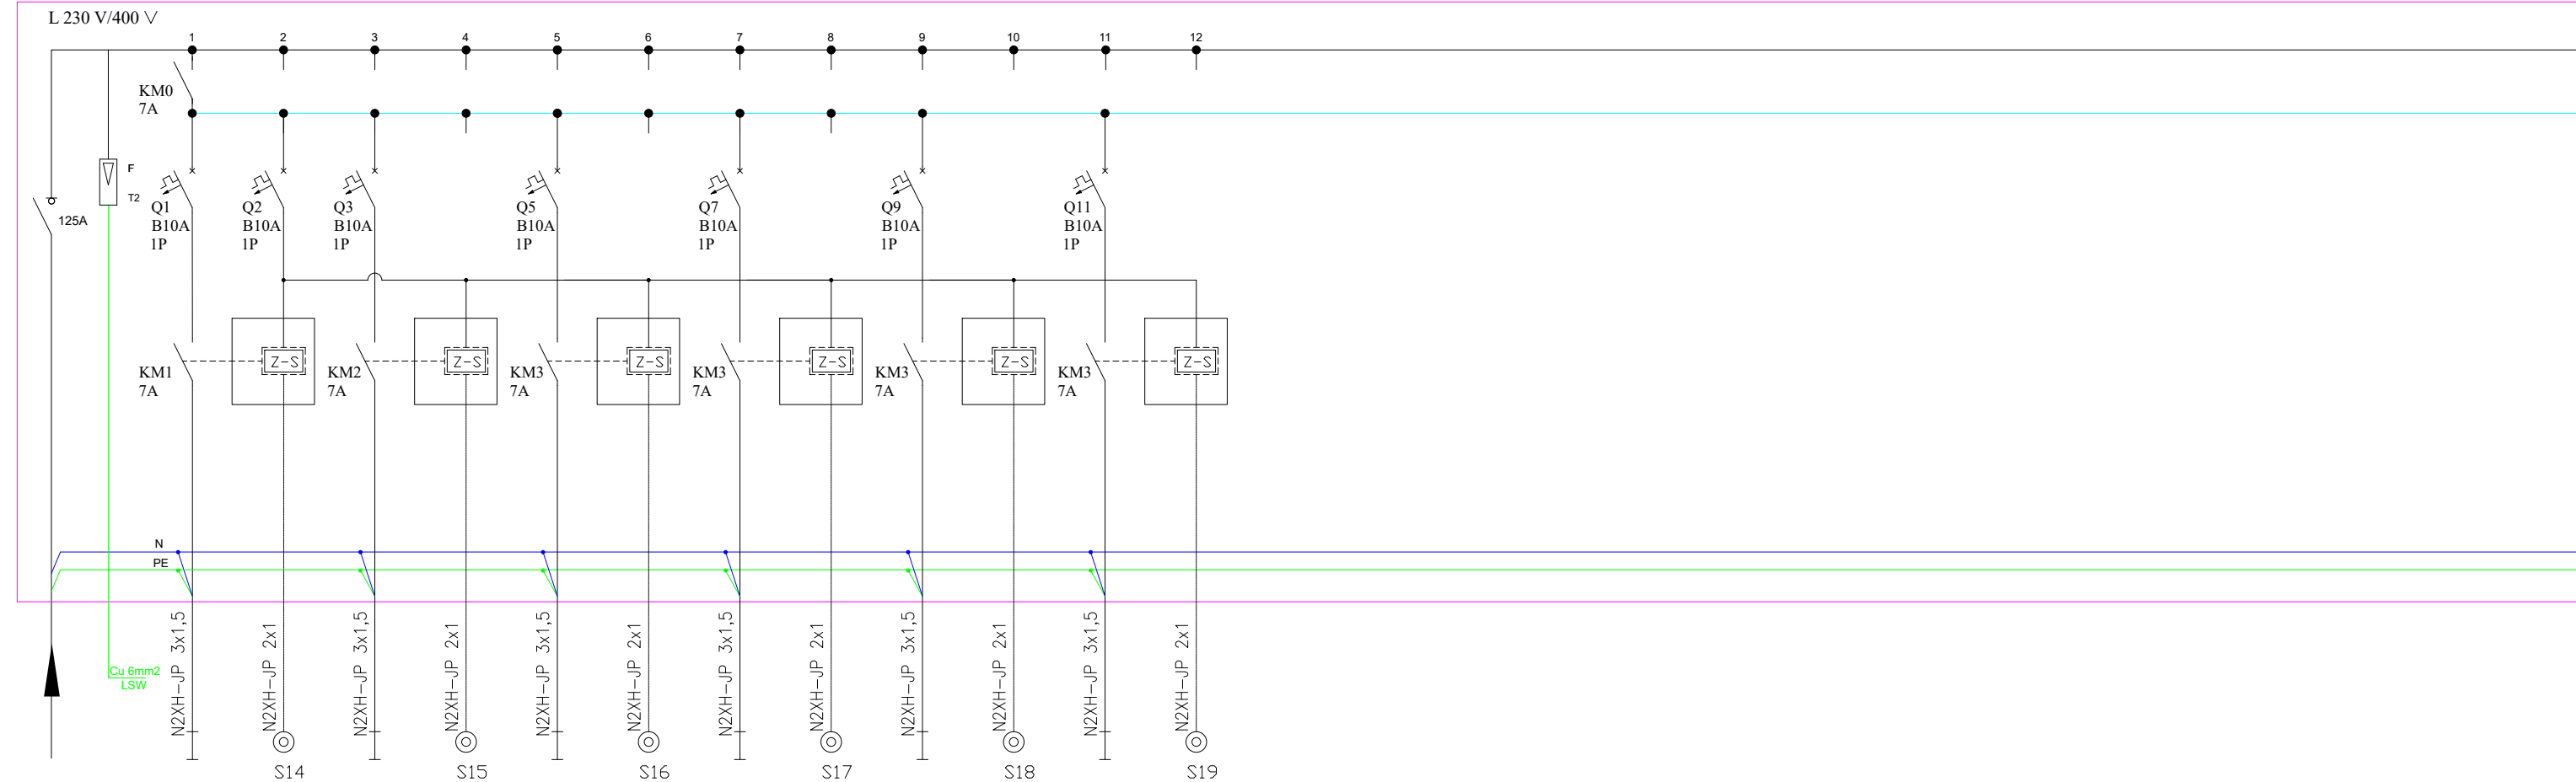 L 230 V/400 V
1 2 3 4 5 6 7 8 9 10 11 12
KM0
7A
F
T2
125A
Q1
B10A
1P
Q2
B10A
1P
Q3
B10A
1P
Q5
B10A
1P
Q7
B10A
1P
Q9
B10A
1P
Q11
B10A
1P
KM1
7A
Z-S
KM2
7A
Z-S
KM3
7A
Z-S
KM3
7A
Z-S
KM3
7A
Z-S
KM3
7A
Z-S
N
PE
Cu 6mm2
LSW
N2XH-JP 3x1,5
N2XH-JP 2x1
N2XH-JP 3x1,5
N2XH-JP 2x1
N2XH-JP 3x1,5
N2XH-JP 2x1
N2XH-JP 3x1,5
N2XH-JP 2x1
N2XH-JP 3x1,5
N2XH-JP 2x1
N2XH-JP 3x1,5
N2XH-JP 2x1
S14 S15 S16 S17 S18 S19